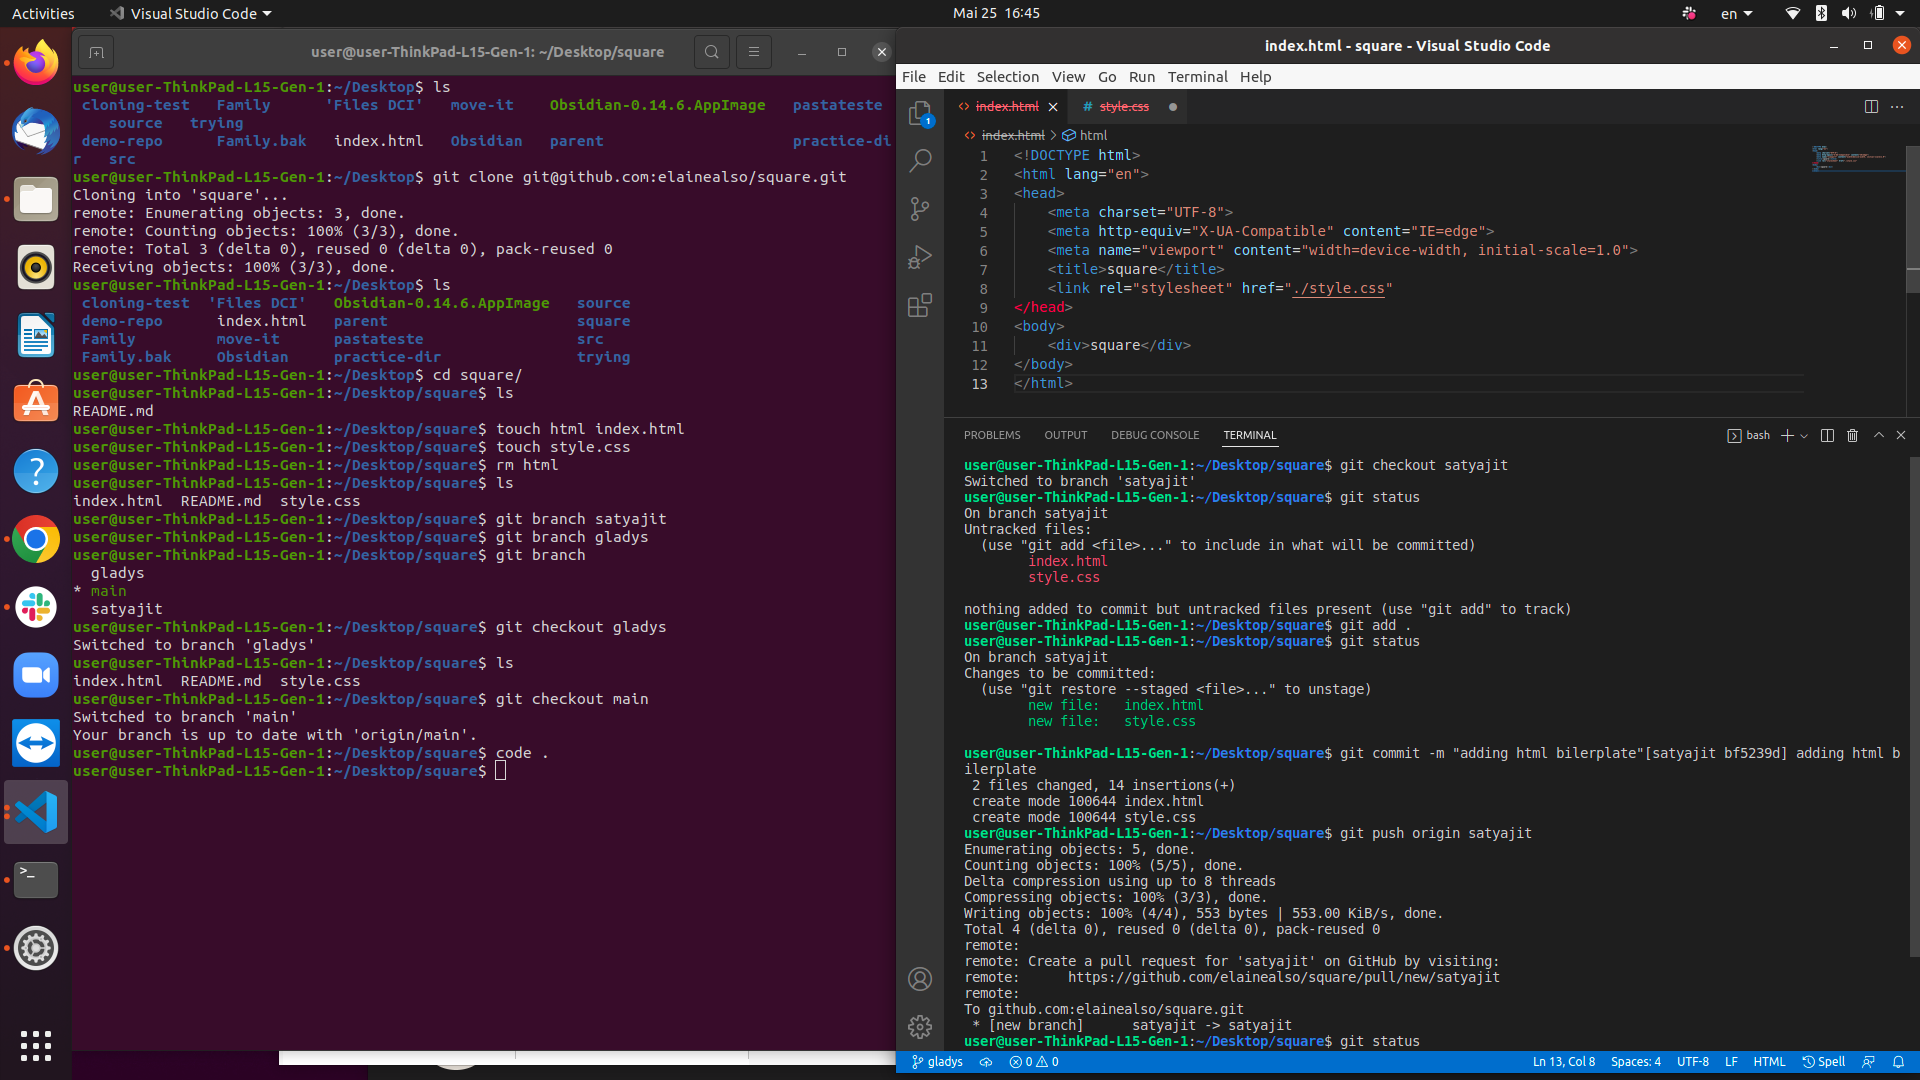 Activities
Visual Studio Code
Mai 25 16:45
en
user@user-ThinkPad-L15-Gen-1: ~/Desktop/square
user@user-ThinkPad-L15-Gen-1:~/Desktop$ ls
cloning-test Family 'Files DCI' move-it Obsidian-0.14.6.AppImage pastateste
source trying
demo-repo Family.bak index.html Obsidian parent practice-di
r src
user@user-ThinkPad-L15-Gen-1:~/Desktop$ git clone git@github.com:elainealso/square.git
Cloning into 'square'...
remote: Enumerating objects: 3, done.
remote: Counting objects: 100% (3/3), done.
remote: Total 3 (delta 0), reused 0 (delta 0), pack-reused 0
Receiving objects: 100% (3/3), done.
user@user-ThinkPad-L15-Gen-1:~/Desktop$ ls
cloning-test 'Files DCI' Obsidian-0.14.6.AppImage source
demo-repo index.html parent square
Family move-it pastateste src
Family.bak Obsidian practice-dir trying
user@user-ThinkPad-L15-Gen-1:~/Desktop$ cd square/
user@user-ThinkPad-L15-Gen-1:~/Desktop/square$ ls
README.md
user@user-ThinkPad-L15-Gen-1:~/Desktop/square$ touch html index.html
user@user-ThinkPad-L15-Gen-1:~/Desktop/square$ touch style.css
user@user-ThinkPad-L15-Gen-1:~/Desktop/square$ rm html
user@user-ThinkPad-L15-Gen-1:~/Desktop/square$ ls
index.html README.md style.css
user@user-ThinkPad-L15-Gen-1:~/Desktop/square$ git branch satyajit
user@user-ThinkPad-L15-Gen-1:~/Desktop/square$ git branch gladys
user@user-ThinkPad-L15-Gen-1:~/Desktop/square$ git branch
gladys
* main
satyajit
user@user-ThinkPad-L15-Gen-1:~/Desktop/square$ git checkout gladys
Switched to branch 'gladys'
user@user-ThinkPad-L15-Gen-1:~/Desktop/square$ ls
index.html README.md style.css
user@user-ThinkPad-L15-Gen-1:~/Desktop/square$ git checkout main
Switched to branch 'main'
Your branch is up to date with 'origin/main'.
user@user-ThinkPad-L15-Gen-1:~/Desktop/square$ code .
user@user-ThinkPad-L15-Gen-1:~/Desktop/square$
index.html - square - Visual Studio Code
File Edit Selection View Go Run Terminal Help
1
index.html
style.css
index.html > html
1 <!DOCTYPE html>
2 <html lang="en">
3 <head>
4 <meta charset="UTF-8">
5 <meta http-equiv="X-UA-Compatible" content="IE=edge">
6 <meta name="viewport" content="width=device-width, initial-scale=1.0">
7 <title>square</title>
8 <link rel="stylesheet" href="./style.css"
9 </head>
10 <body>
11 <div>square</div>
12 </body>
13 </html>
PROBLEMS OUTPUT DEBUG CONSOLE TERMINAL
bash
user@user-ThinkPad-L15-Gen-1:~/Desktop/square$ git checkout satyajit
Switched to branch 'satyajit'
user@user-ThinkPad-L15-Gen-1:~/Desktop/square$ git status
On branch satyajit
Untracked files:
(use "git add <file>..." to include in what will be committed)
index.html
style.css
nothing added to commit but untracked files present (use "git add" to track)
user@user-ThinkPad-L15-Gen-1:~/Desktop/square$ git add .
user@user-ThinkPad-L15-Gen-1:~/Desktop/square$ git status
On branch satyajit
Changes to be committed:
(use "git restore --staged <file>..." to unstage)
new file: index.html
new file: style.css
user@user-ThinkPad-L15-Gen-1:~/Desktop/square$ git commit -m "adding html bilerplate"[satyajit bf5239d] adding html b
ilerplate
2 files changed, 14 insertions(+)
create mode 100644 index.html
create mode 100644 style.css
user@user-ThinkPad-L15-Gen-1:~/Desktop/square$ git push origin satyajit
Enumerating objects: 5, done.
Counting objects: 100% (5/5), done.
Delta compression using up to 8 threads
Compressing objects: 100% (3/3), done.
Writing objects: 100% (4/4), 553 bytes | 553.00 KiB/s, done.
Total 4 (delta 0), reused 0 (delta 0), pack-reused 0
remote:
remote: Create a pull request for 'satyajit' on GitHub by visiting:
remote: https://github.com/elainealso/square/pull/new/satyajit
remote:
To github.com:elainealso/square.git
* [new branch] satyajit -> satyajit
user@user-ThinkPad-L15-Gen-1:~/Desktop/square$ git status
gladys
0
0
Ln 13, Col 8
Spaces: 4
UTF-8
LF
HTML
Spell